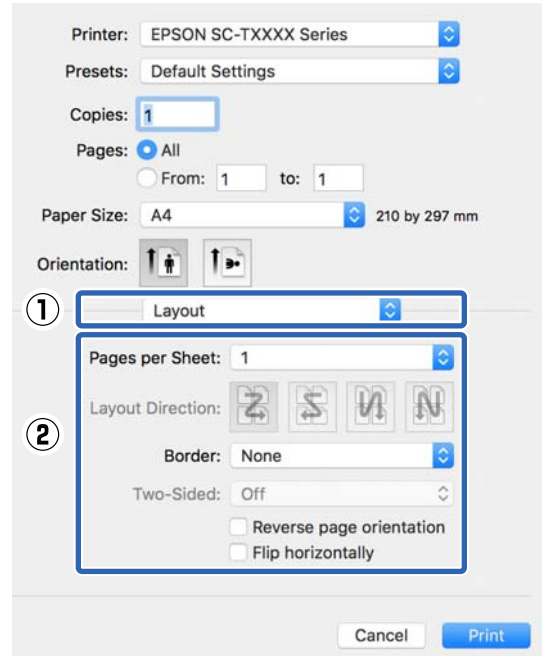 Printer: EPSON SC-TXXXX Series
Presets: Default Settings
Copies: 1
Pages: All
From: 1 to: 1
Paper Size: A4 210 by 297 mm
Orientation:
① Layout
②
Pages per Sheet: 1
Layout Direction:
Border: None
Two-Sided: Off
Reverse page orientation
Flip horizontally
Cancel Print